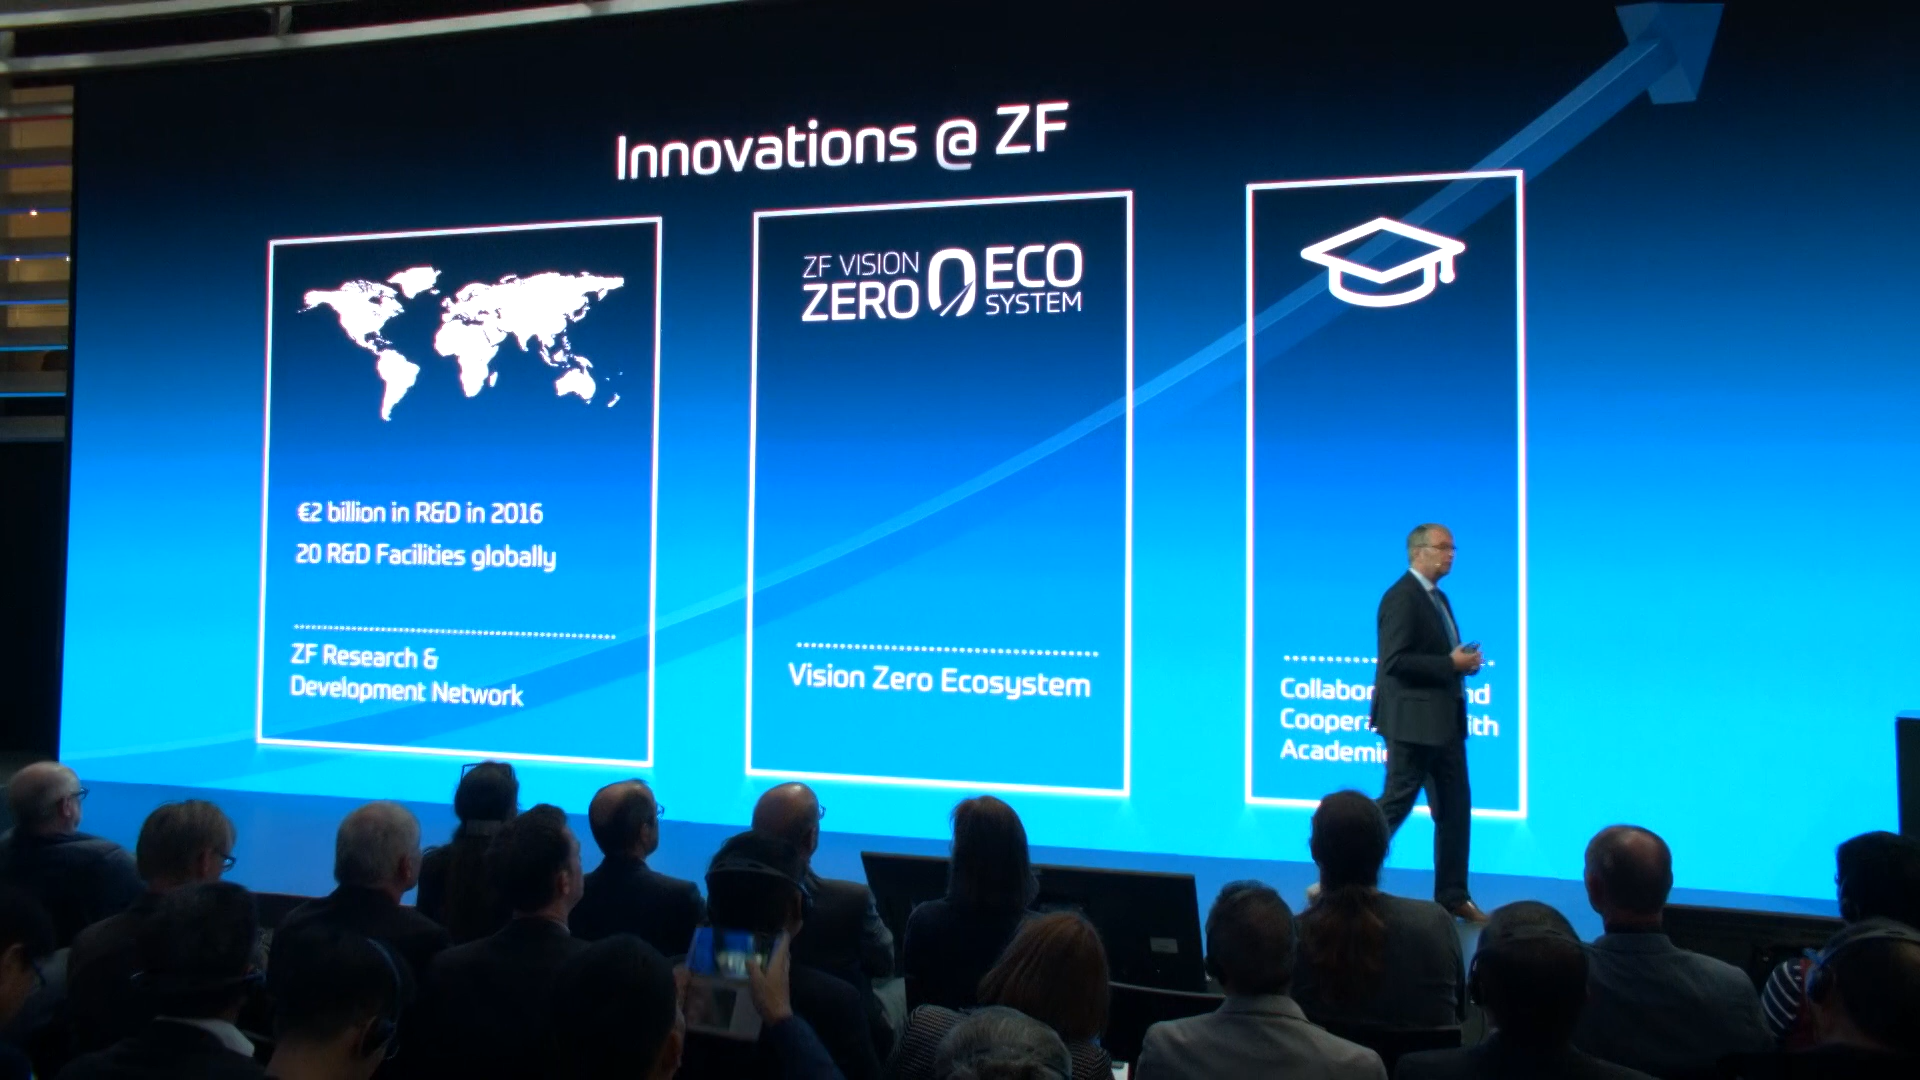 Innovations @ ZF
€2 billion in R&D in 2016
20 R&D Facilities globally
ZF Research &
Development Network
ZF VISION
ZERO
ECO
SYSTEM
Vision Zero Ecosystem